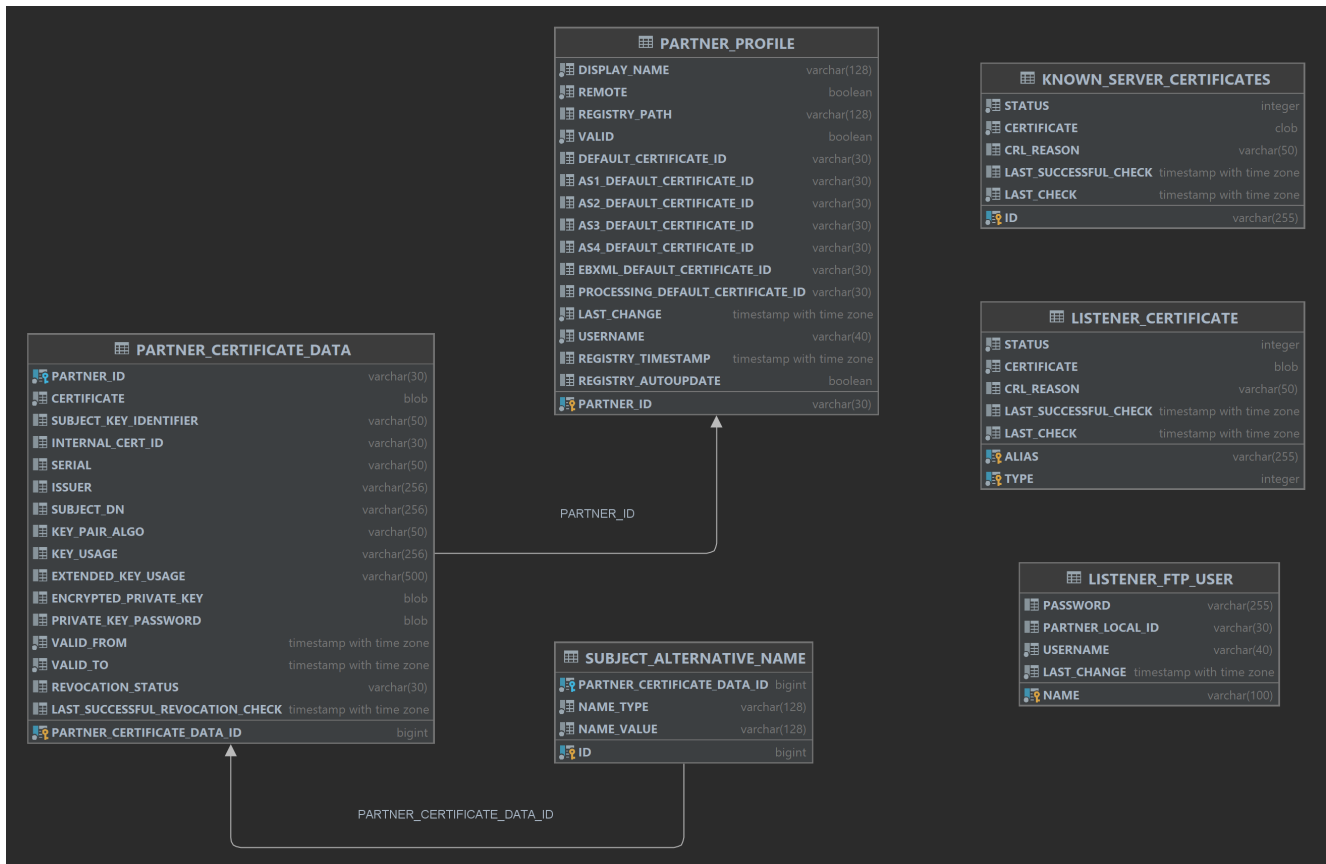 PARTNER_PROFILE
DISPLAY_NAME varchar(128)
REMOTE boolean
REGISTRY_PATH varchar(128)
VALID boolean
DEFAULT_CERTIFICATE_ID varchar(30)
AS1_DEFAULT_CERTIFICATE_ID varchar(30)
AS2_DEFAULT_CERTIFICATE_ID varchar(30)
AS3_DEFAULT_CERTIFICATE_ID varchar(30)
AS4_DEFAULT_CERTIFICATE_ID varchar(30)
EBXML_DEFAULT_CERTIFICATE_ID varchar(30)
PROCESSING_DEFAULT_CERTIFICATE_ID varchar(30)
LAST_CHANGE timestamp with time zone
USERNAME varchar(40)
REGISTRY_TIMESTAMP timestamp with time zone
REGISTRY_AUTOUPDATE boolean
PARTNER_ID varchar(30)
KNOWN_SERVER_CERTIFICATES
STATUS integer
CERTIFICATE clob
CRL_REASON varchar(50)
LAST_SUCCESSFUL_CHECK timestamp with time zone
LAST_CHECK timestamp with time zone
ID varchar(255)
LISTENER_CERTIFICATE
STATUS integer
CERTIFICATE blob
CRL_REASON varchar(50)
LAST_SUCCESSFUL_CHECK timestamp with time zone
LAST_CHECK timestamp with time zone
ALIAS varchar(255)
TYPE integer
PARTNER_CERTIFICATE_DATA
PARTNER_ID varchar(30)
CERTIFICATE blob
SUBJECT_KEY_IDENTIFIER varchar(50)
INTERNAL_CERT_ID varchar(30)
SERIAL varchar(50)
ISSUER varchar(256)
SUBJECT_DN varchar(256)
KEY_PAIR_ALGO varchar(50)
KEY_USAGE varchar(256)
EXTENDED_KEY_USAGE varchar(500)
ENCRYPTED_PRIVATE_KEY blob
PRIVATE_KEY_PASSWORD blob
VALID_FROM timestamp with time zone
VALID_TO timestamp with time zone
REVOCATION_STATUS varchar(30)
LAST_SUCCESSFUL_REVOCATION_CHECK timestamp with time zone
PARTNER_CERTIFICATE_DATA_ID bigint
PARTNER_ID
LISTENER_FTP_USER
PASSWORD varchar(255)
PARTNER_LOCAL_ID varchar(30)
USERNAME varchar(40)
LAST_CHANGE timestamp with time zone
NAME varchar(100)
SUBJECT_ALTERNATIVE_NAME
PARTNER_CERTIFICATE_DATA_ID bigint
NAME_TYPE varchar(128)
NAME_VALUE varchar(128)
ID bigint
PARTNER_CERTIFICATE_DATA_ID